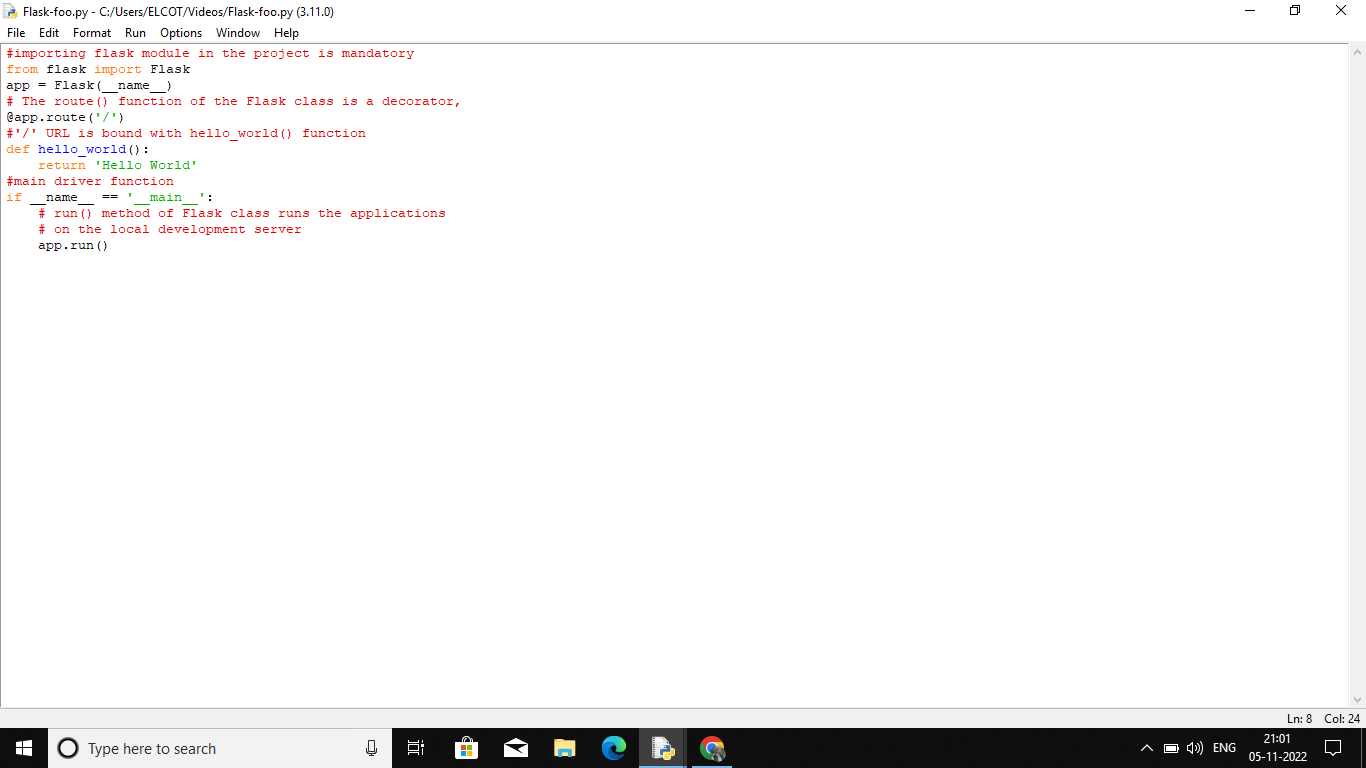 Flask-foo.py - C:/Users/ELCOT/Videos/Flask-foo.py (3.11.0)
File Edit Format Run Options Window Help
#importing flask module in the project is mandatory
from flask import Flask
app = Flask(__name__)
# The route() function of the Flask class is a decorator,
@app.route('/')
#'/' URL is bound with hello_world() function
def hello_world():
    return 'Hello World'
#main driver function
if __name__ == '__main__':
    # run() method of Flask class runs the applications
    # on the local development server
    app.run()
Ln: 8 Col: 24
Type here to search
ENG
21:01
05-11-2022